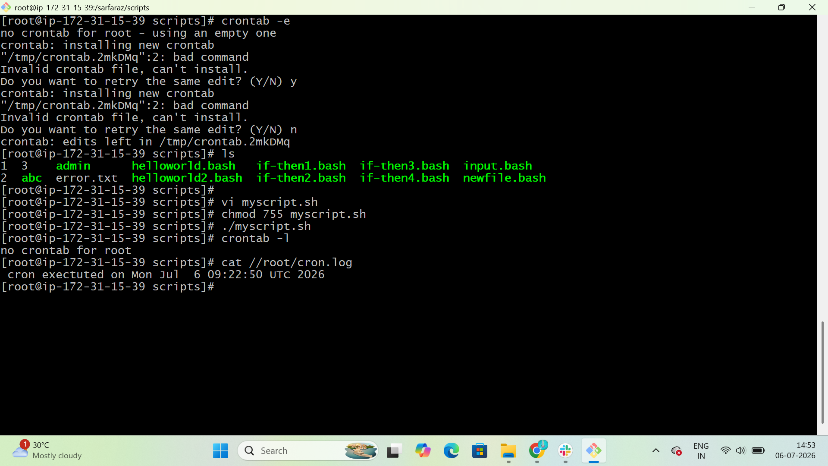 root@ip-172-31-15-39:/sarfaraz/scripts
[root@ip-172-31-15-39 scripts]# crontab -e
no crontab for root - using an empty one
crontab: installing new crontab
"/tmp/crontab.2mkDMq":2: bad command
Invalid crontab file, can't install.
Do you want to retry the same edit? (Y/N) y
crontab: installing new crontab
"/tmp/crontab.2mkDMq":2: bad command
Invalid crontab file, can't install.
Do you want to retry the same edit? (Y/N) n
crontab: edits left in /tmp/crontab.2mkDMq
[root@ip-172-31-15-39 scripts]# ls
1  3    admin      helloworld.bash   if-then1.bash  if-then3.bash  input.bash
2  abc  error.txt  helloworld2.bash  if-then2.bash  if-then4.bash  newfile.bash
[root@ip-172-31-15-39 scripts]#
[root@ip-172-31-15-39 scripts]# vi myscript.sh
[root@ip-172-31-15-39 scripts]# chmod 755 myscript.sh
[root@ip-172-31-15-39 scripts]# ./myscript.sh
[root@ip-172-31-15-39 scripts]# crontab -l
no crontab for root
[root@ip-172-31-15-39 scripts]# cat //root/cron.log
 cron exectuted on Mon Jul  6 09:22:50 UTC 2026
[root@ip-172-31-15-39 scripts]#
1
30°C
Mostly cloudy
Search
2
ENG
IN
14:53
06-07-2026